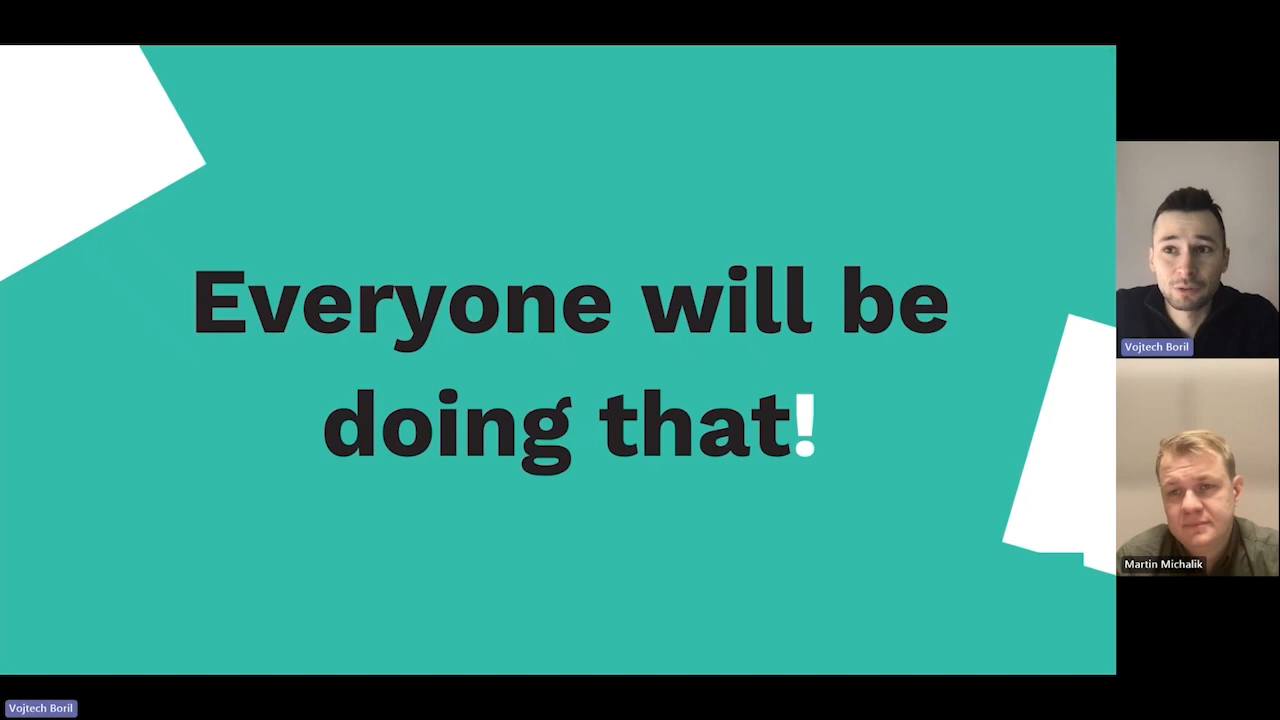 Everyone will be
doing that!
Vojtech Boril
Martin Michalik
Vojtech Boril